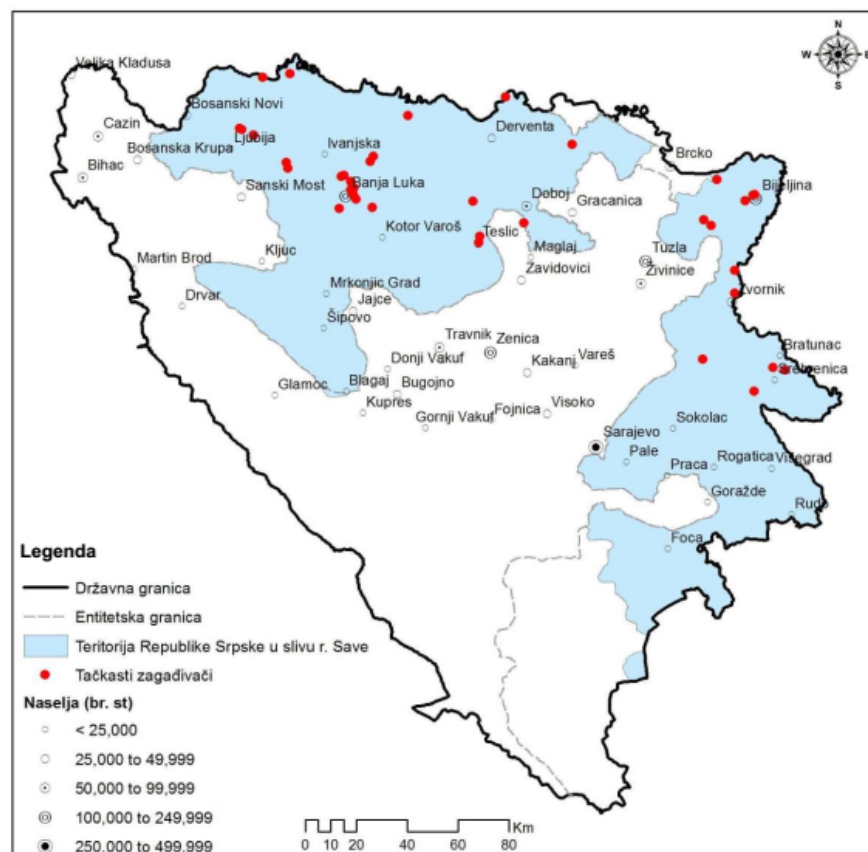 N
W E
S
Velika Kladusa
Bosanski Novi
Cazin
Ljubija
Ivanjska
Derventa
Bosanska Krupa
Brcko
Bihac
Banja Luka
Bijeljina
Sanski Most
Doboj
Gracanica
Kotor Varoš
Teslic
Maglaj
Tuzla
Kljuc
Martin Brod
Zavidovici
Živinice
Mrkonjic Grad
Drvar
Jajce
Zvornik
Šipovo
Travnik
Zenica
Bratunac
Donji Vakuf
Kakanj
Vareš
Srebrenica
Glamoc
Blagaj
Bugojno
Kupres
Fojnica
Visoko
Gornji Vakuf
Sokolac
Sarajevo
Pale
Praca
Rogatica
Višegrad
Goražde
Rudo
Foca
Legenda
Državna granica
Entitetska granica
Teritorija Republike Srpske u slivu r. Save
Tačkasti zagađivači
Naselja (br. st)
< 25,000
25,000 to 49,999
50,000 to 99,999
100,000 to 249,999
250,000 to 499,999
Km
0 10 20 40 60 80